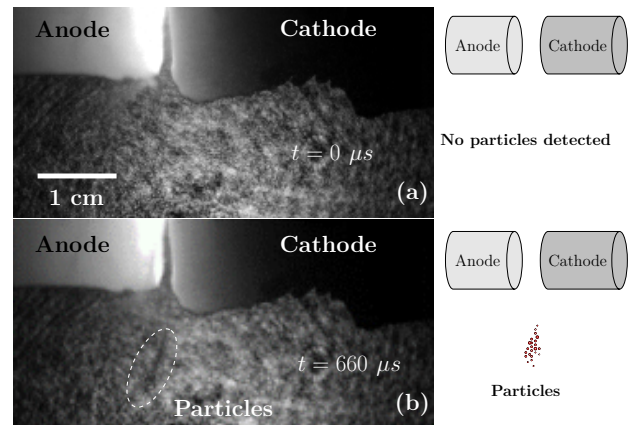 Anode Cathode
t = 0 µs
1 cm
(a)
Anode Cathode
No particles detected
Anode Cathode
t = 660 µs
Particles
(b)
Anode Cathode
Particles